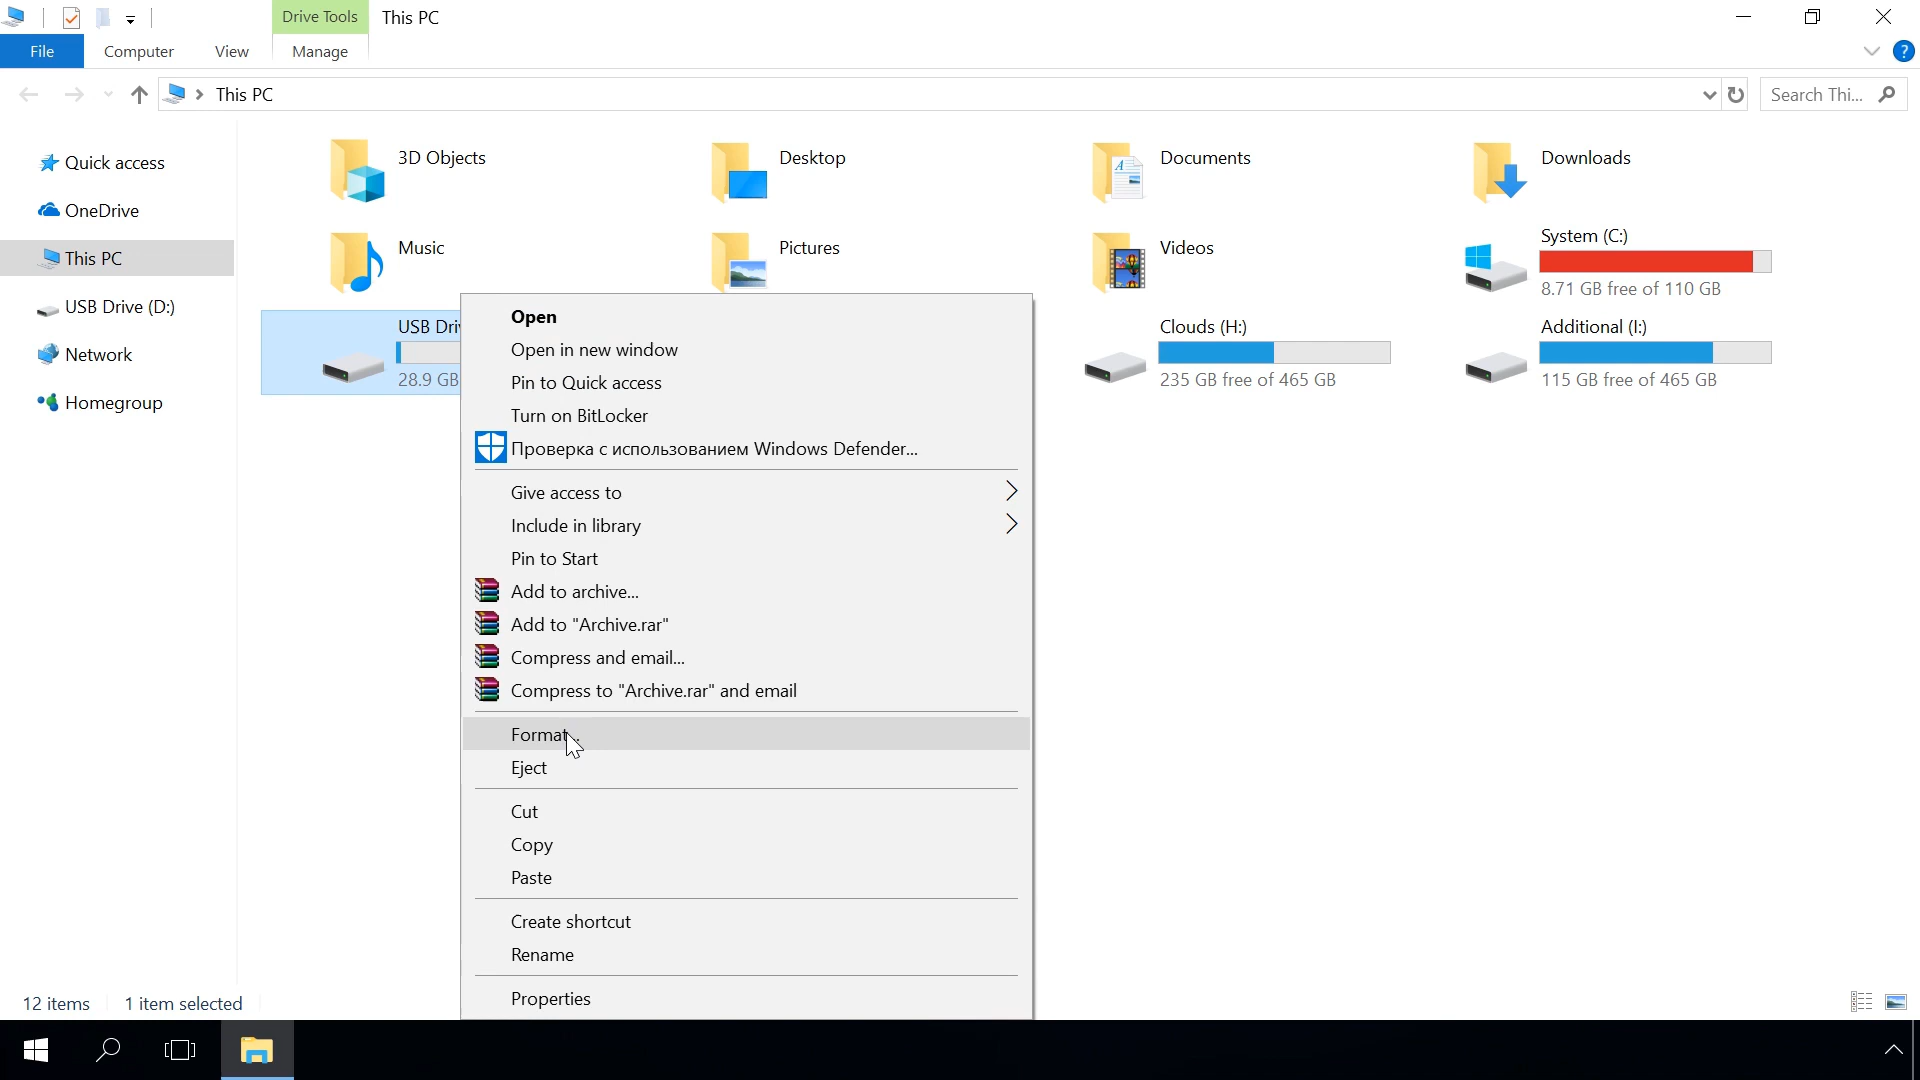 Drive Tools
This PC
File
Computer
View
Manage
This PC
Search Thi...
Quick access
OneDrive
This PC
USB Drive (D:)
Network
Homegroup
3D Objects
Desktop
Documents
Downloads
Music
Pictures
Videos
System (C:)
8.71 GB free of 110 GB
USB
28.9 GB
Clouds (H:)
235 GB free of 465 GB
Additional (I:)
115 GB free of 465 GB
Open
Open in new window
Pin to Quick access
Turn on BitLocker
Проверка с использованием Windows Defender...
Give access to
Include in library
Pin to Start
Add to archive...
Add to "Archive.rar"
Compress and email...
Compress to "Archive.rar" and email
Format...
Eject
Cut
Copy
Paste
Create shortcut
Rename
Properties
12 items
1 item selected